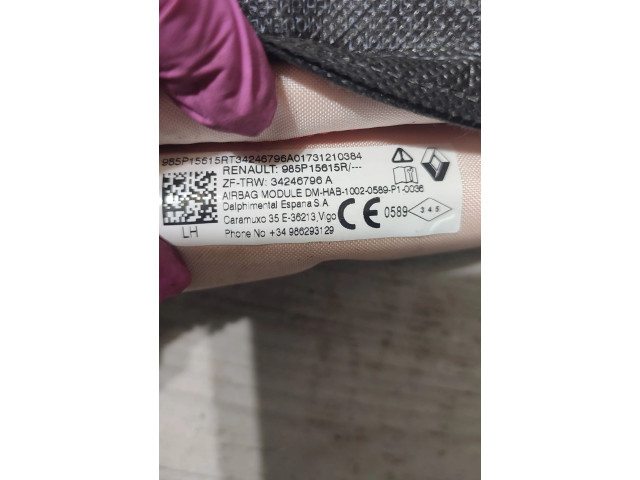 985P15615RT34246796A01731210384
RENAULT: 985P15615R/---
ZF-TRW: 34246796 A
AIRBAG MODULE DM-HAB-1002-0589-P1-0036
Dalphimental Espana S.A
Caramuxo 35 E-36213,Vigo
Phone No +34 986293129
LH
CE 0589
345